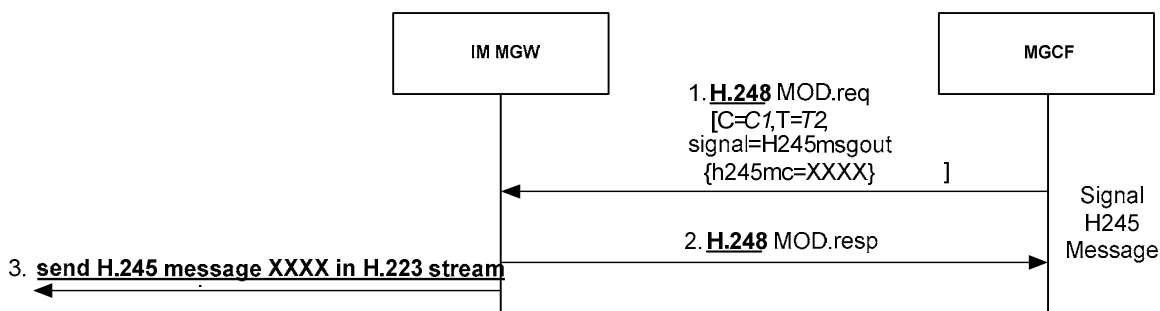 IM MGW
MGCF
1. H.248 MOD.req
[C=C1,T=T2,
signal=H245msgout
{h245mc=XXXX} ]
Signal
H245
Message
2. H.248 MOD.resp
3. send H.245 message XXXX in H.223 stream